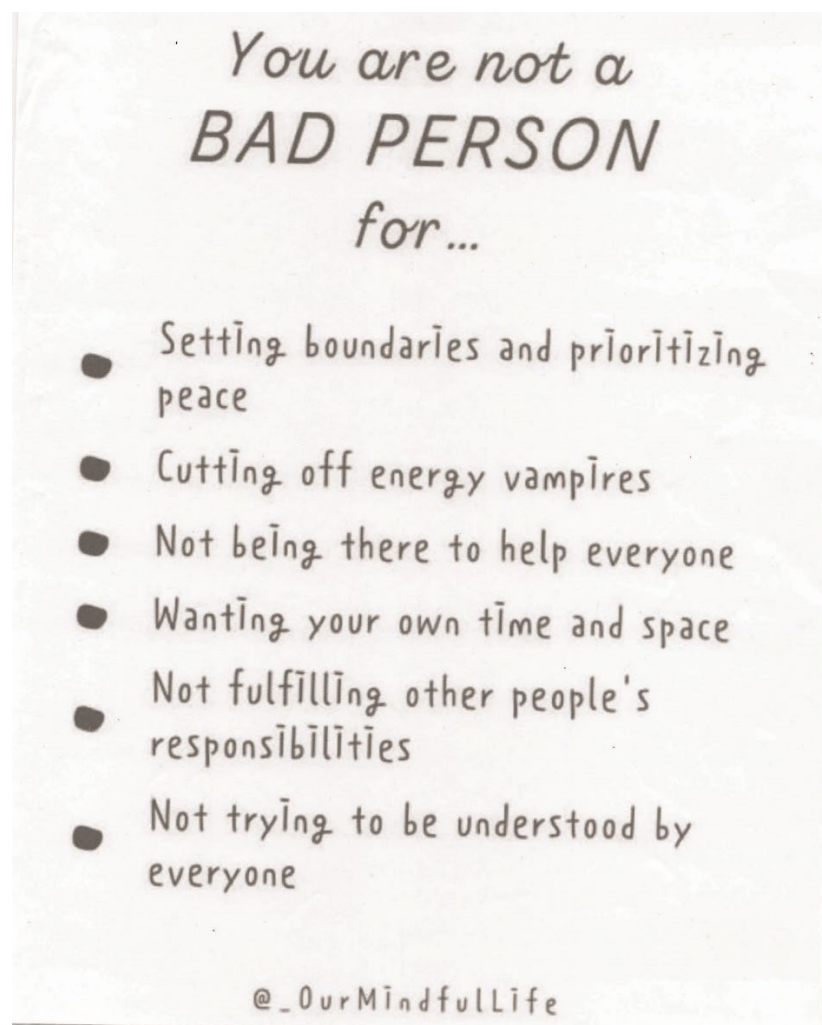 You are not a
BAD PERSON
for...
Setting boundaries and prioritizing
peace
Cutting off energy vampires
Not being there to help everyone
Wanting your own time and space
Not fulfilling other people's
responsibilities
Not trying to be understood by
everyone
@_OurMindfulLife